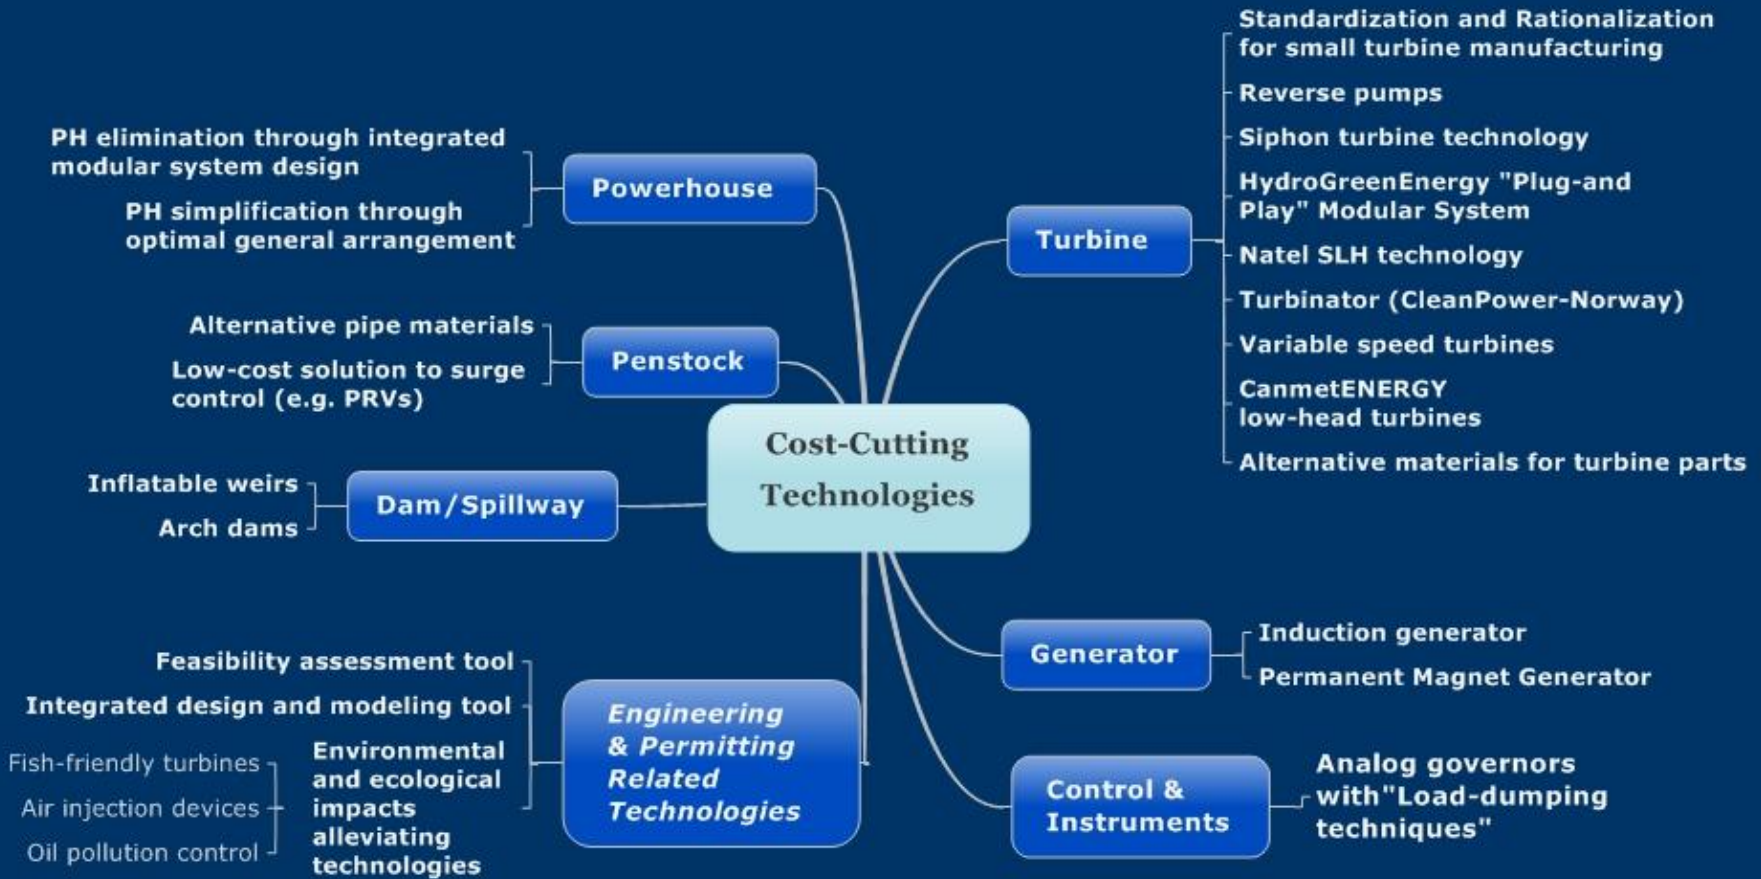 Cost-Cutting
Technologies
Powerhouse
PH elimination through integrated
modular system design
PH simplification through
optimal general arrangement
Penstock
Alternative pipe materials
Low-cost solution to surge
control (e.g. PRVs)
Dam/Spillway
Inflatable weirs
Arch dams
Engineering
& Permitting
Related
Technologies
Feasibility assessment tool
Integrated design and modeling tool
Environmental
and ecological
impacts
alleviating
technologies
Fish-friendly turbines
Air injection devices
Oil pollution control
Turbine
Standardization and Rationalization
for small turbine manufacturing
Reverse pumps
Siphon turbine technology
HydroGreenEnergy "Plug-and
Play" Modular System
Natel SLH technology
Turbinator (CleanPower-Norway)
Variable speed turbines
CanmetENERGY
low-head turbines
Alternative materials for turbine parts
Generator
Induction generator
Permanent Magnet Generator
Control &
Instruments
Analog governors
with"Load-dumping
techniques"